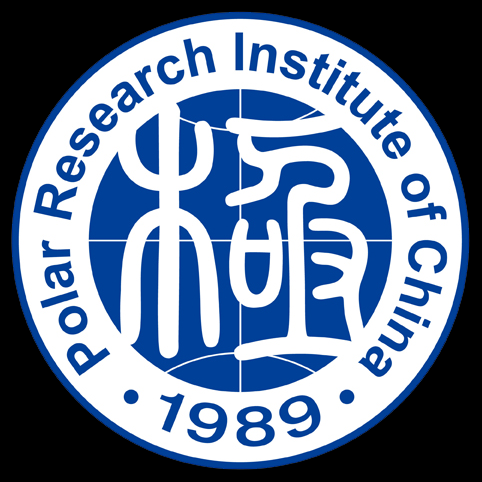 Polar Research Institute of China
極
· 1989 ·